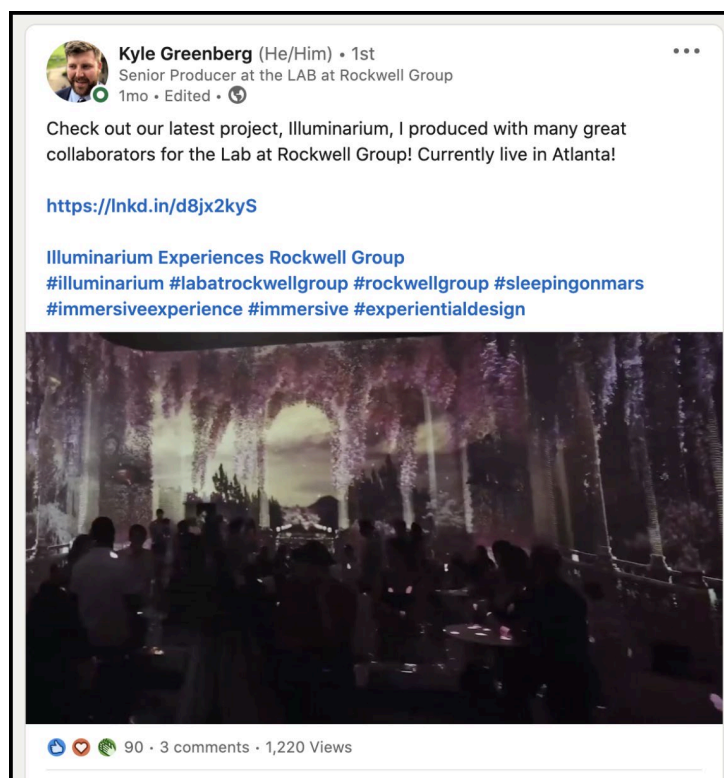 Kyle Greenberg (He/Him) • 1st
Senior Producer at the LAB at Rockwell Group
1mo • Edited •
Check out our latest project, Illuminarium, I produced with many great
collaborators for the Lab at Rockwell Group! Currently live in Atlanta!
https://lnkd.in/d8jx2kyS
Illuminarium Experiences Rockwell Group
#illuminarium #labatrockwellgroup #rockwellgroup #sleepingonmars
#immersiveexperience #immersive #experientialdesign
90 · 3 comments · 1,220 Views